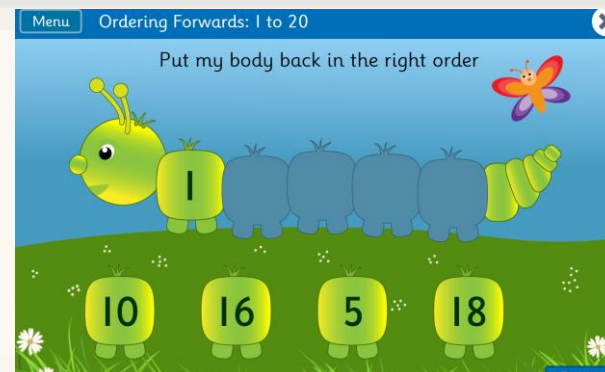 Menu Ordering Forwards: 1 to 20
Put my body back in the right order
1
10 16 5 18